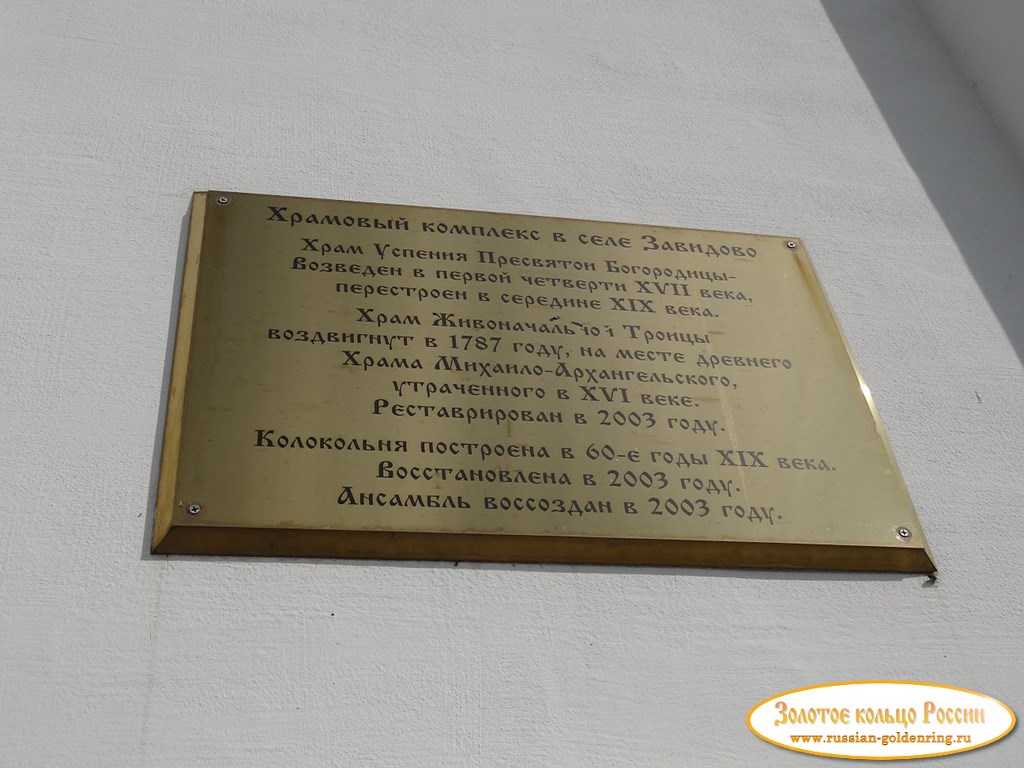 Храмовый комплекс в селе Завидово
Храм Успения Пресвятой Богородицы-
Возведен в первой четверти XVII века,
перестроен в середине XIX века.
Храм Живоначальной Троицы
воздвигнут в 1787 году, на месте древнего
Храма Михаило-Архангельского,
утраченного в XVI веке.
Реставрирован в 2003 году.
Колокольня построена в 60-е годы XIX века.
Восстановлена в 2003 году.
Ансамбль воссоздан в 2003 году.
Золотое кольцо России
www.russian-goldenring.ru